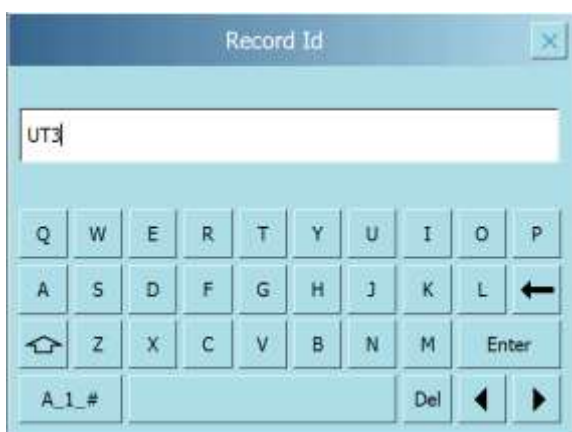 Record Id
UT3
Q W E R T Y U I O P
A S D F G H J K L
Z X C V B N M Enter
A_1_# Del